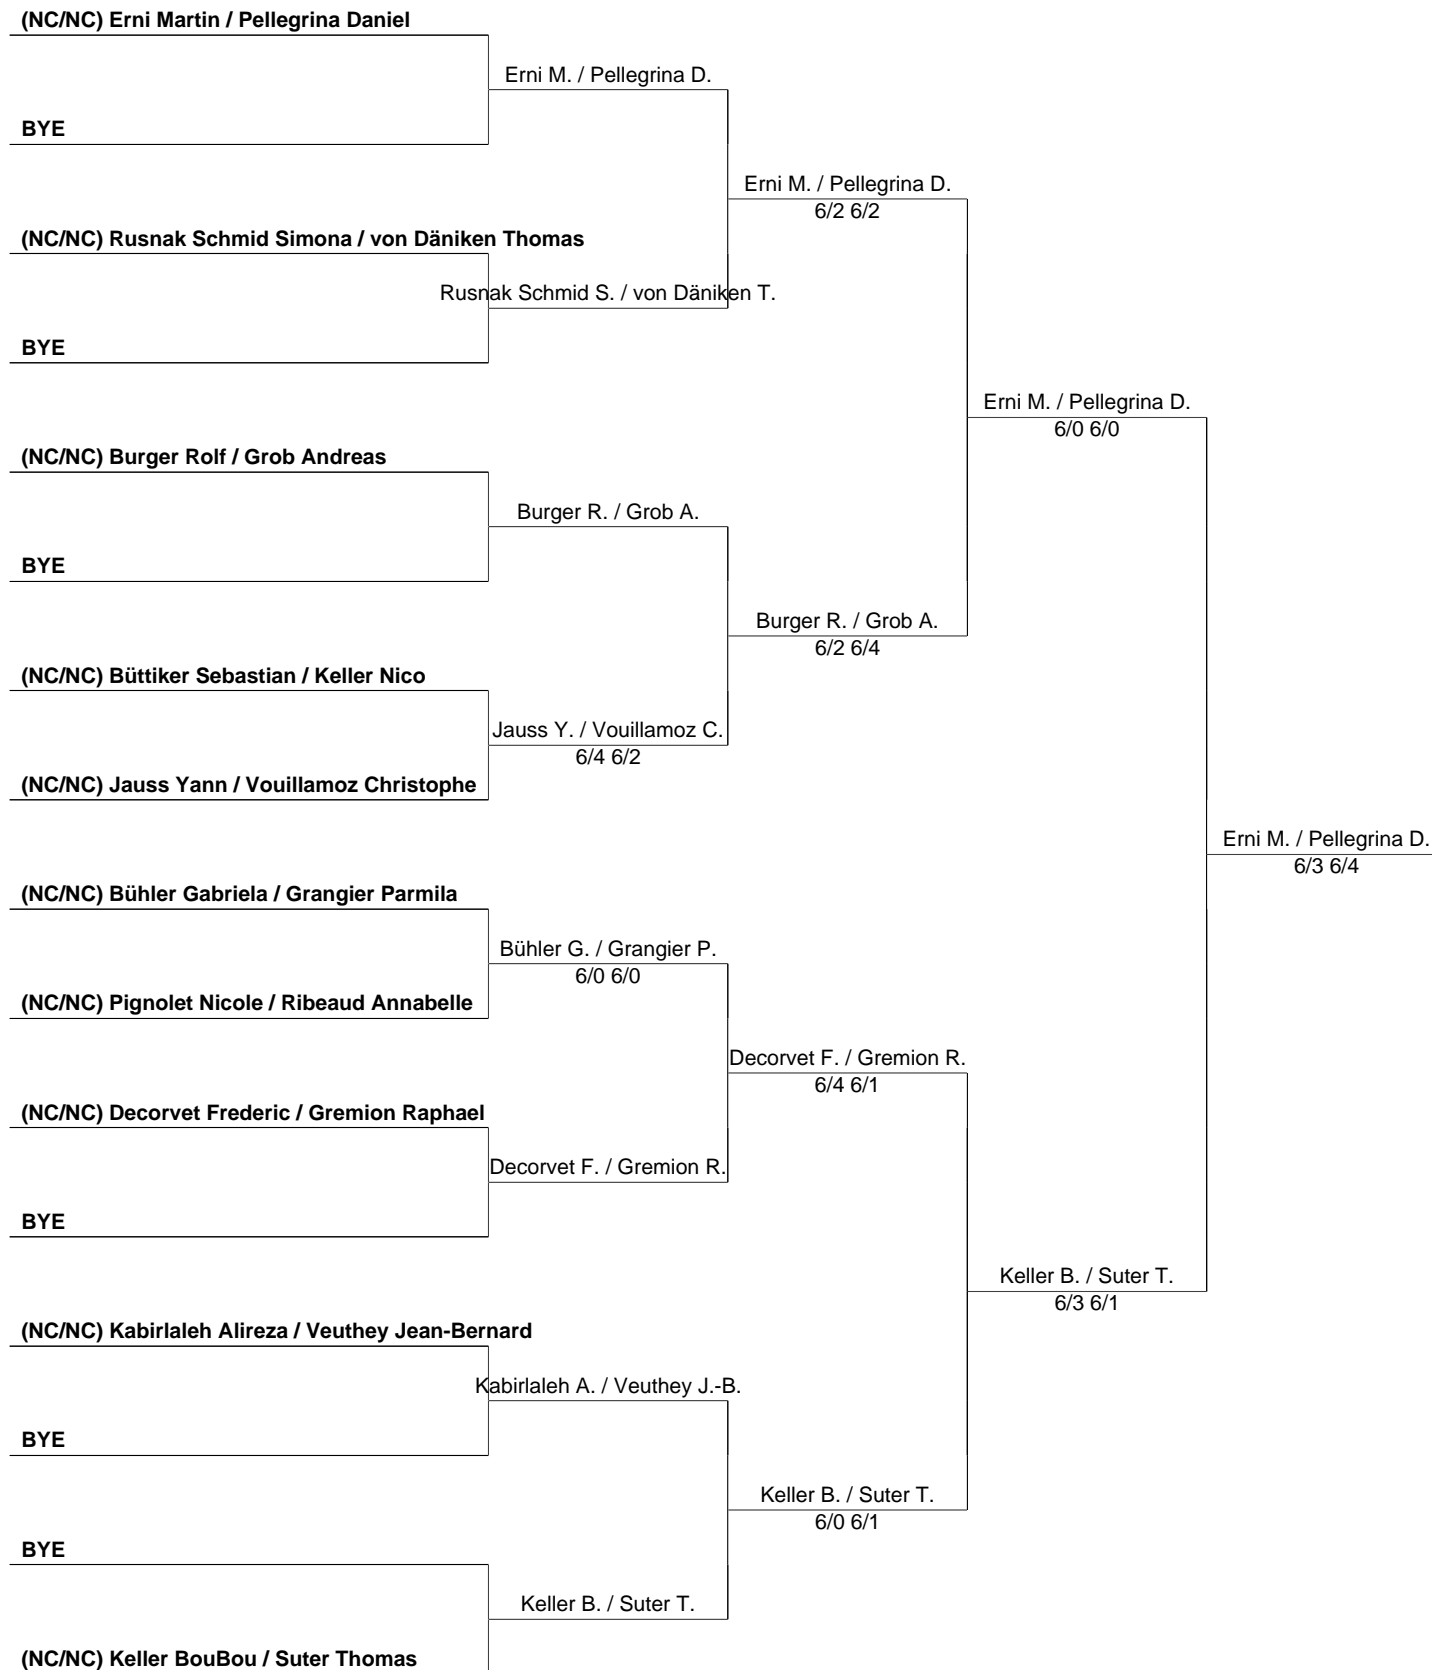 (NC/NC) Erni Martin / Pellegrina Daniel
Erni M. / Pellegrina D.
BYE
Erni M. / Pellegrina D.
6/2 6/2
(NC/NC) Rusnak Schmid Simona / von Däniken Thomas
Rusnak Schmid S. / von Däniken T.
BYE
Erni M. / Pellegrina D.
6/0 6/0
(NC/NC) Burger Rolf / Grob Andreas
Burger R. / Grob A.
BYE
Burger R. / Grob A.
6/2 6/4
(NC/NC) Büttiker Sebastian / Keller Nico
Jauss Y. / Vouillamoz C.
6/4 6/2
(NC/NC) Jauss Yann / Vouillamoz Christophe
Erni M. / Pellegrina D.
6/3 6/4
(NC/NC) Bühler Gabriela / Grangier Parmila
Bühler G. / Grangier P.
6/0 6/0
(NC/NC) Pignolet Nicole / Ribeaud Annabelle
Decorvet F. / Gremion R.
6/4 6/1
(NC/NC) Decorvet Frederic / Gremion Raphael
Decorvet F. / Gremion R.
BYE
Keller B. / Suter T.
6/3 6/1
(NC/NC) Kabirlaleh Alireza / Veuthey Jean-Bernard
Kabirlaleh A. / Veuthey J.-B.
BYE
Keller B. / Suter T.
6/0 6/1
BYE
Keller B. / Suter T.
(NC/NC) Keller BouBou / Suter Thomas